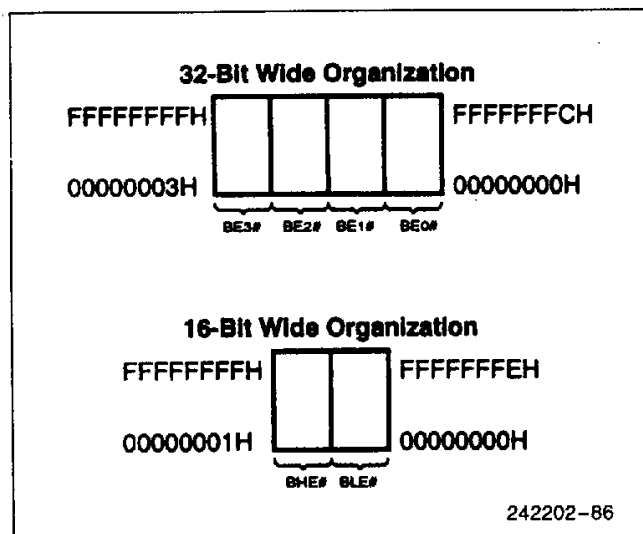 32-Bit Wide Organization
FFFFFFFFH FFFFFFFCH
00000003H 00000000H
BE3# BE2# BE1# BE0#
16-Bit Wide Organization
FFFFFFFFH FFFFFFFEH
00000001H 00000000H
BHE# BLE#
242202-86